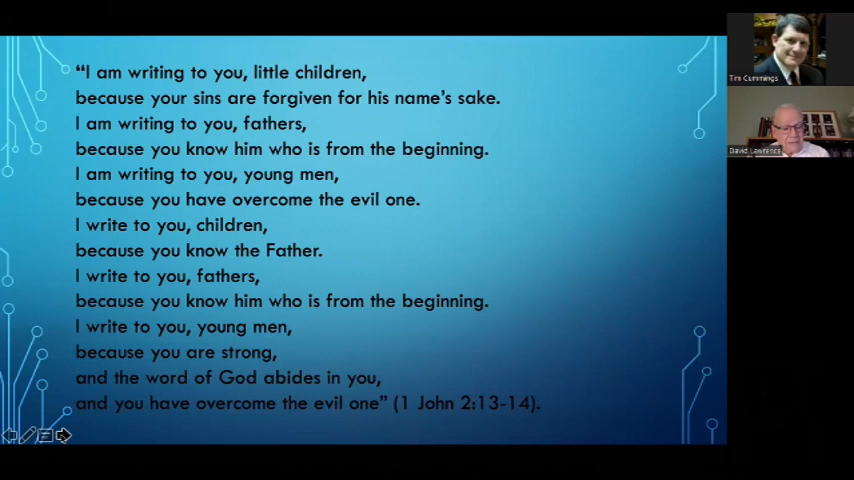 “I am writing to you, little children,
because your sins are forgiven for his name’s sake.
I am writing to you, fathers,
because you know him who is from the beginning.
I am writing to you, young men,
because you have overcome the evil one.
I write to you, children,
because you know the Father.
I write to you, fathers,
because you know him who is from the beginning.
I write to you, young men,
because you are strong,
and the word of God abides in you,
and you have overcome the evil one” (1 John 2:13-14).
Tim Cummings
David Lawrence